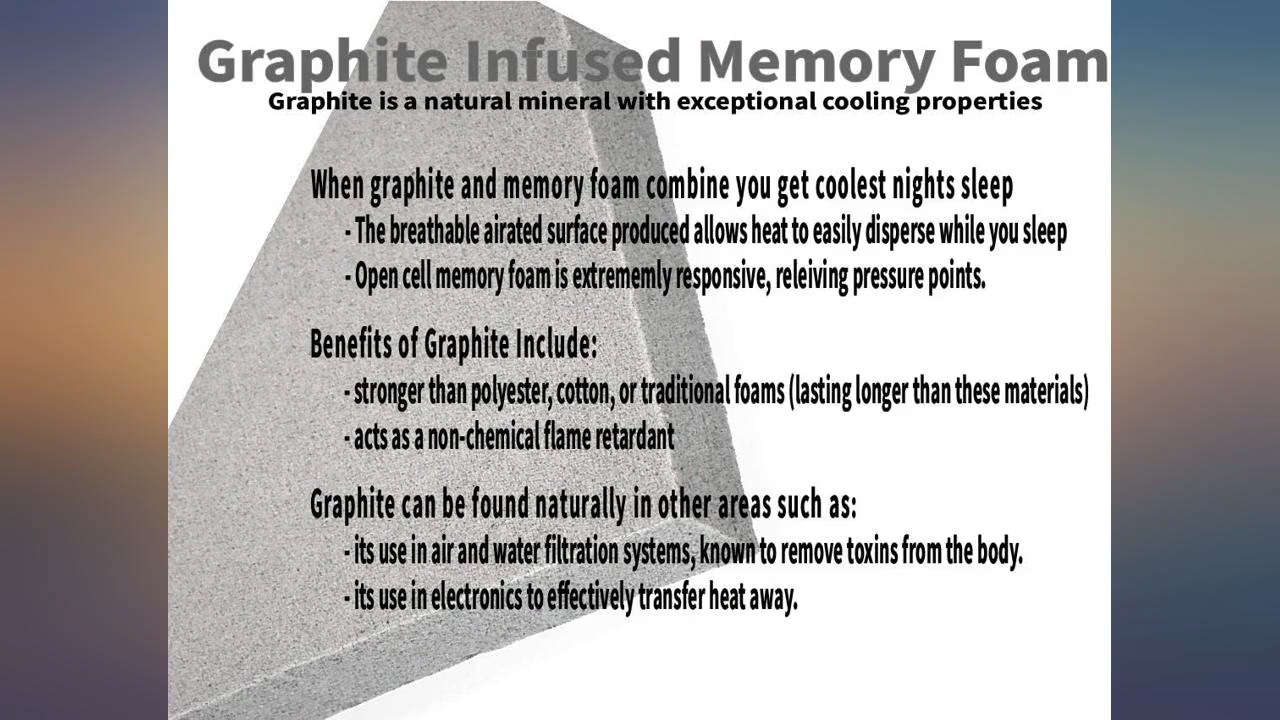 Graphite Infused Memory Foam
Graphite is a natural mineral with exceptional cooling properties
When graphite and memory foam combine you get coolest nights sleep
- The breathable airated surface produced allows heat to easily disperse while you sleep
- Open cell memory foam is extrememly responsive, releiving pressure points.
Benefits of Graphite Include:
- stronger than polyester, cotton, or traditional foams (lasting longer than these materials)
- acts as a non-chemical flame retardant
Graphite can be found naturally in other areas such as:
- its use in air and water filtration systems, known to remove toxins from the body.
- its use in electronics to effectively transfer heat away.